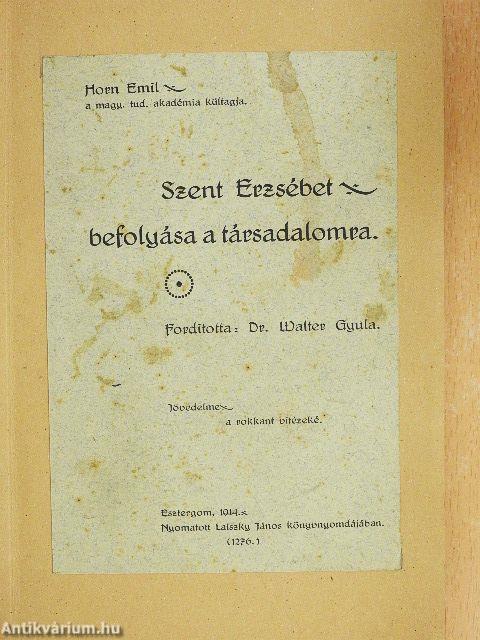 Horn Emil
a magy. tud. akadémia kültagja.
Szent Erzsébet
befolyása a társadalomra.
Fordította: Dr. Walter Gyula.
Jövedelme
a rokkant vitézeké.
Esztergom, 1914.
Nyomatott Laiszky János könyvnyomdájában.
(1276.)
Antikvárium.hu